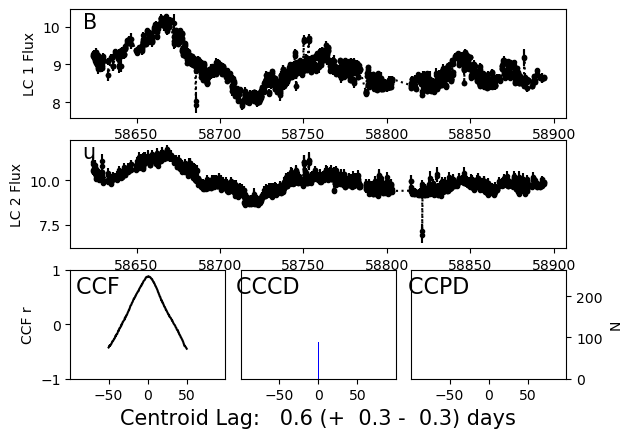 B
LC 1 Flux
10
9
8
58650 58700 58750 58800 58850 58900
u
LC 2 Flux
10.0
7.5
58650 58700 58750 58800 58850 58900
CCF CCCD CCPD
CCF r
1
0
−1
200
100
0
N
−50 0 50 −50 0 50 −50 0 50
Centroid Lag: 0.6 (+ 0.3 - 0.3) days